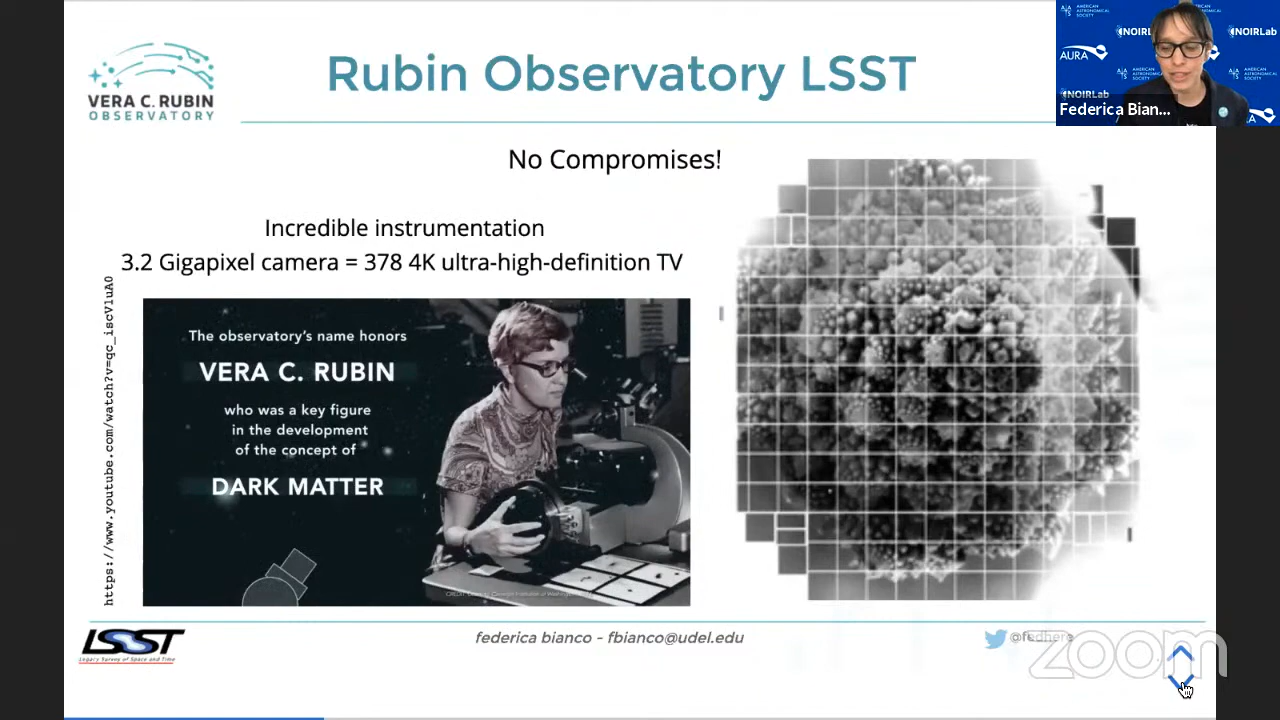 Rubin Observatory LSST
VERA C. RUBIN
OBSERVATORY
AMERICAN
ASTRONOMICAL
SOCIETY
NOIRLab
AURA
NOIRLab
Federica Bian...
No Compromises!
Incredible instrumentation
3.2 Gigapixel camera = 378 4K ultra-high-definition TV
https://www.youtube.com/watch?v=qc_iscVluA0
The observatory's name honors
VERA C. RUBIN
who was a key figure
in the development
of the concept of
DARK MATTER
LSST
Legacy Survey of Space and Time
federica bianco - fbianco@udel.edu
@fedhere
zoom